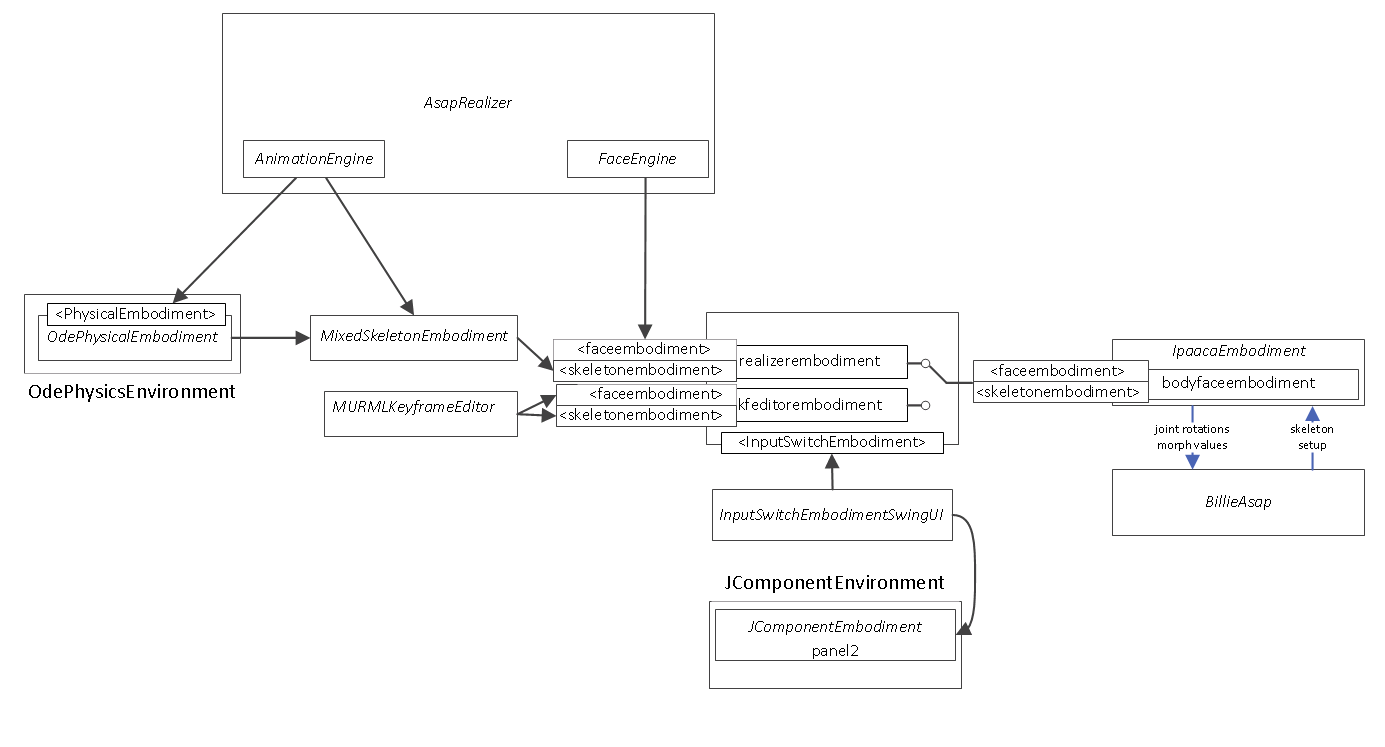 AsapRealizer
AnimationEngine
FaceEngine
<PhysicalEmbodiment>
OdePhysicalEmbodiment
OdePhysicsEnvironment
MixedSkeletonEmbodiment
MURMLKeyframeEditor
<faceembodiment>
<skeletonembodiment>
<faceembodiment>
<skeletonembodiment>
realizerembodiment
kfeditorembodiment
<InputSwitchEmbodiment>
<faceembodiment>
<skeletonembodiment>
IpaacaEmbodiment
bodyfaceembodiment
joint rotations
morph values
skeleton
setup
BillieAsap
InputSwitchEmbodimentSwingUI
JComponentEnvironment
JComponentEmbodiment
panel2